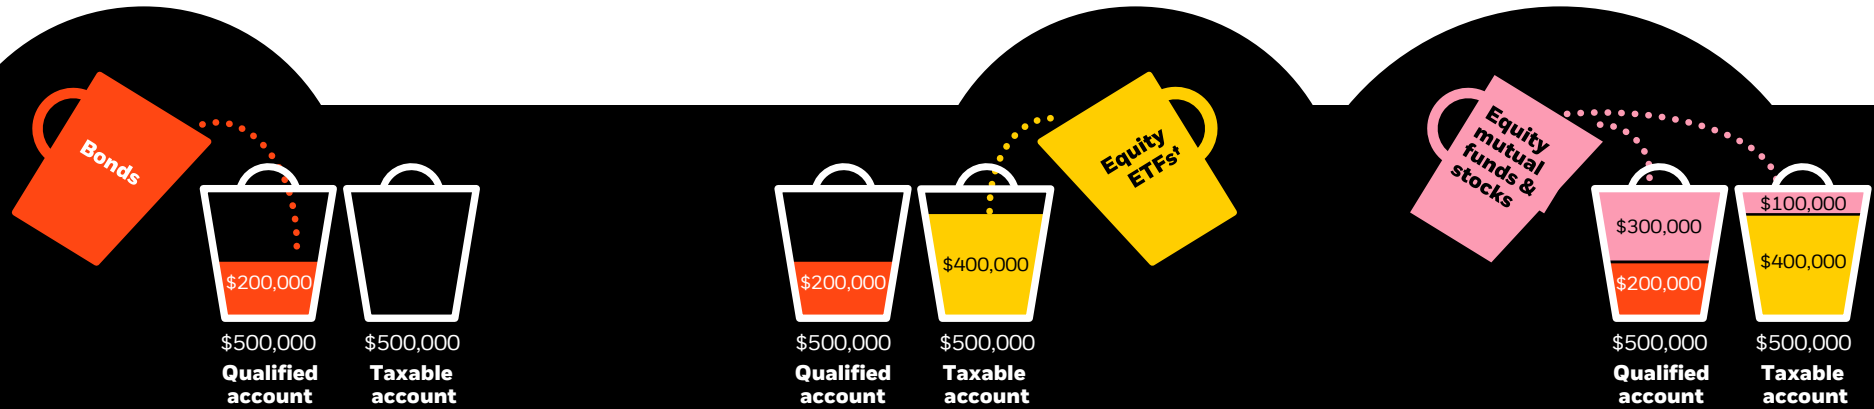 Bonds
$200,000
$500,000
Qualified
account
$500,000
Taxable
account
Equity
ETFs†
$200,000
$400,000
$500,000
Qualified
account
$500,000
Taxable
account
Equity
mutual
funds &
stocks
$300,000
$200,000
$100,000
$400,000
$500,000
Qualified
account
$500,000
Taxable
account